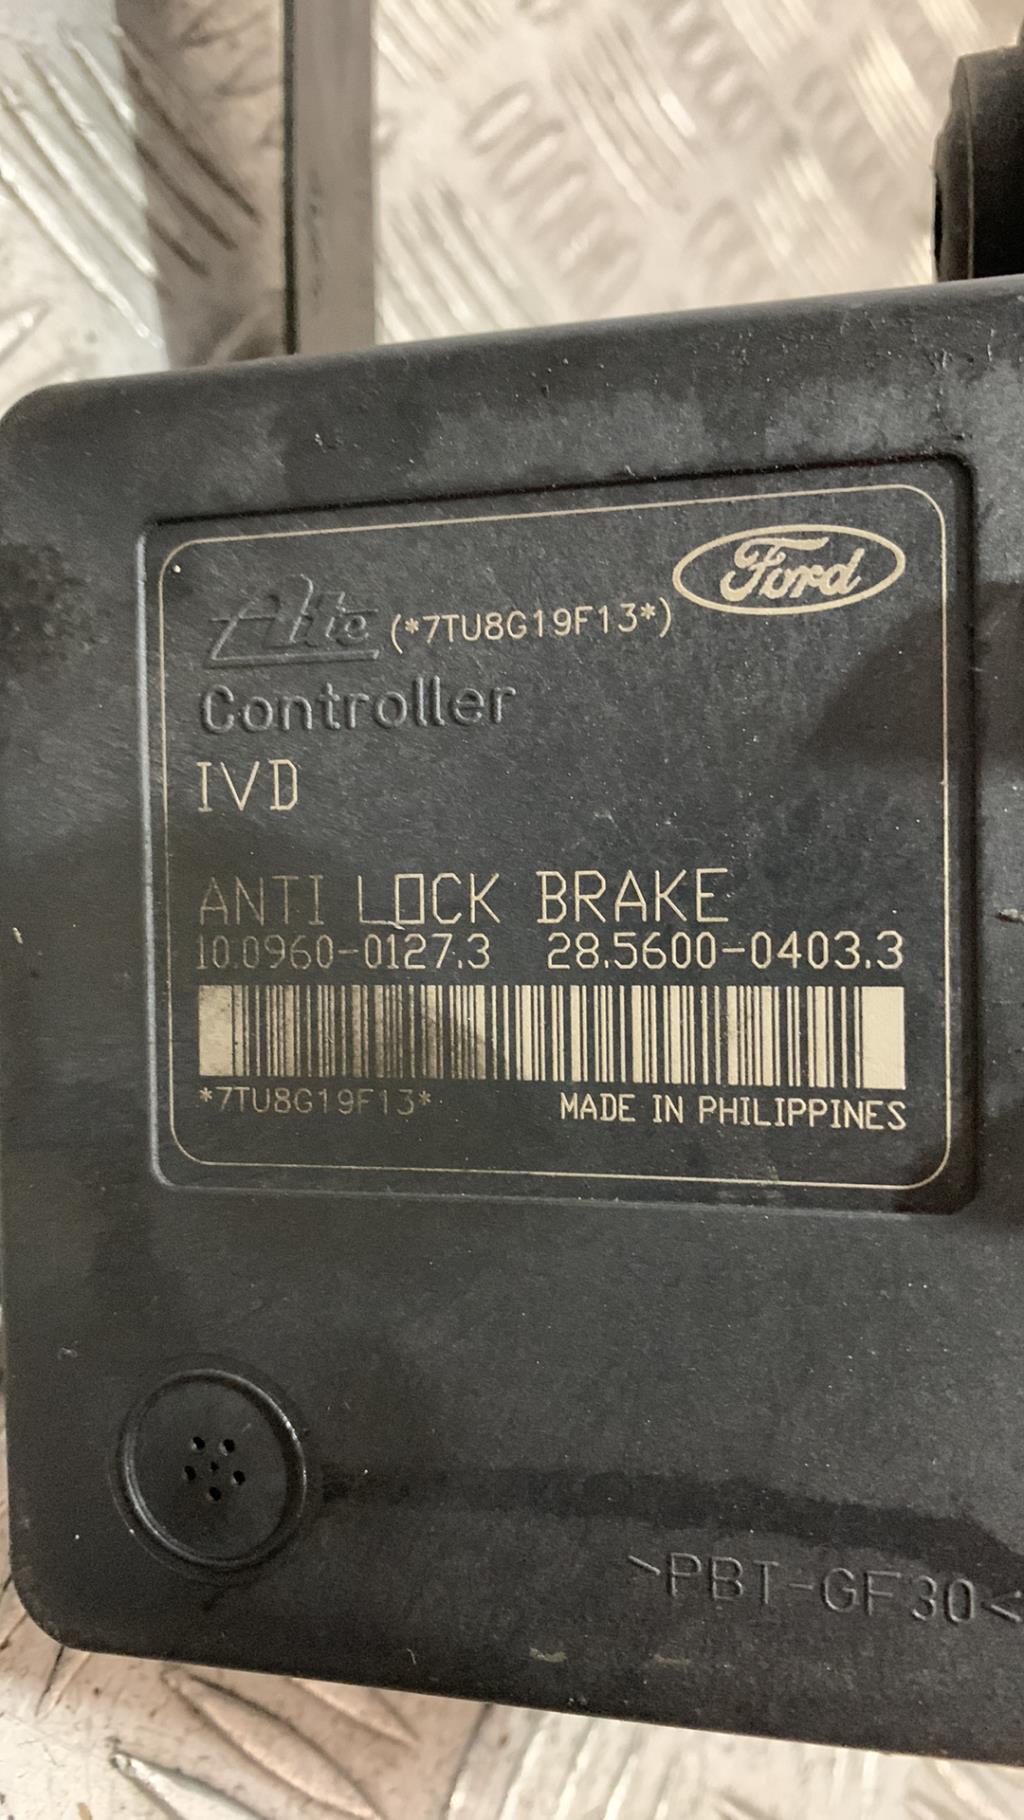 Ford
Ate (*7TU8G19F13*)
Controller
IVD
ANTI LOCK BRAKE
10.0960-0127.3 28.5600-0403.3
*7TU8G19F13* MADE IN PHILIPPINES
>PBT-GF30<